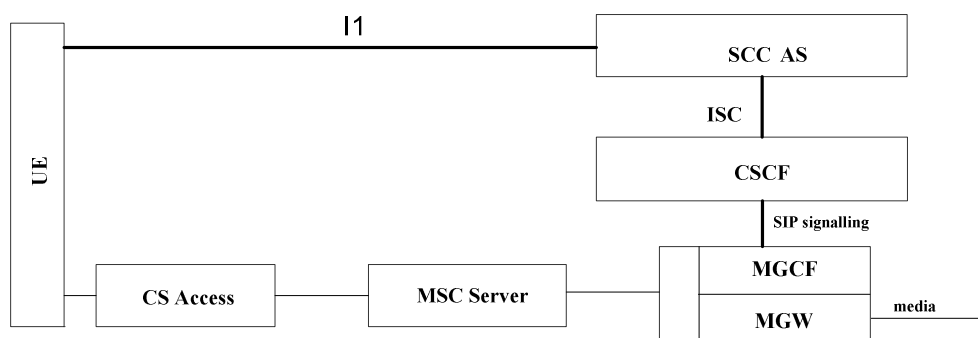 I1
SCC AS
ISC
UE
CSCF
SIP signalling
MGCF
CS Access
MSC Server
MGW
media